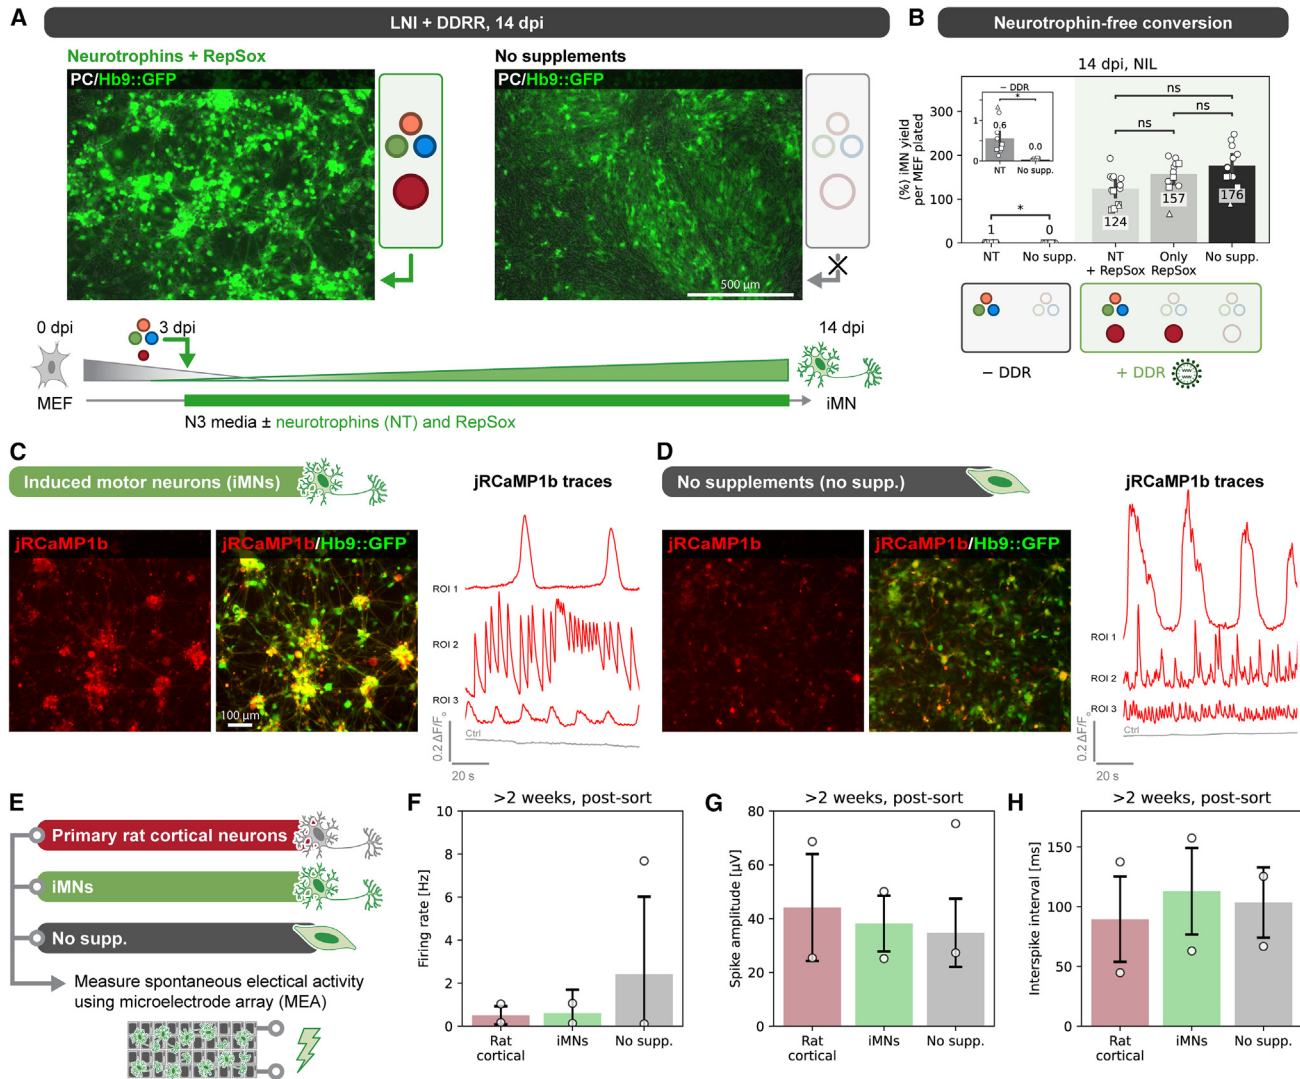 A
LNI + DDRR, 14 dpi
Neurotrophins + RepSox
PC/Hb9::GFP
No supplements
PC/Hb9::GFP
500 µm
0 dpi
3 dpi
14 dpi
MEF
iMN
N3 media ± neurotrophins (NT) and RepSox
B
Neurotrophin-free conversion
14 dpi, NIL
(%) iMN yield
per MEF plated
300
200
100
0
– DDR
*
1
0
0.6
0.0
NT
No supp.
*
1
0
ns
ns
ns
124
157
176
NT
No supp.
NT
+ RepSox
Only
RepSox
No supp.
– DDR
+ DDR
C
Induced motor neurons (iMNs)
jRCaMP1b
jRCaMP1b/Hb9::GFP
100 µm
jRCaMP1b traces
ROI 1
ROI 2
ROI 3
Ctrl
0.2 ΔF/F₀
20 s
D
No supplements (no supp.)
jRCaMP1b
jRCaMP1b/Hb9::GFP
jRCaMP1b traces
ROI 1
ROI 2
ROI 3
Ctrl
0.2 ΔF/F₀
20 s
E
Primary rat cortical neurons
iMNs
No supp.
Measure spontaneous electical activity
using microelectrode array (MEA)
F
>2 weeks, post-sort
Firing rate [Hz]
10
8
6
4
2
0
Rat
cortical
iMNs
No supp.
G
>2 weeks, post-sort
Spike amplitude [µV]
80
60
40
20
0
Rat
cortical
iMNs
No supp.
H
>2 weeks, post-sort
Interspike interval [ms]
150
100
50
0
Rat
cortical
iMNs
No supp.